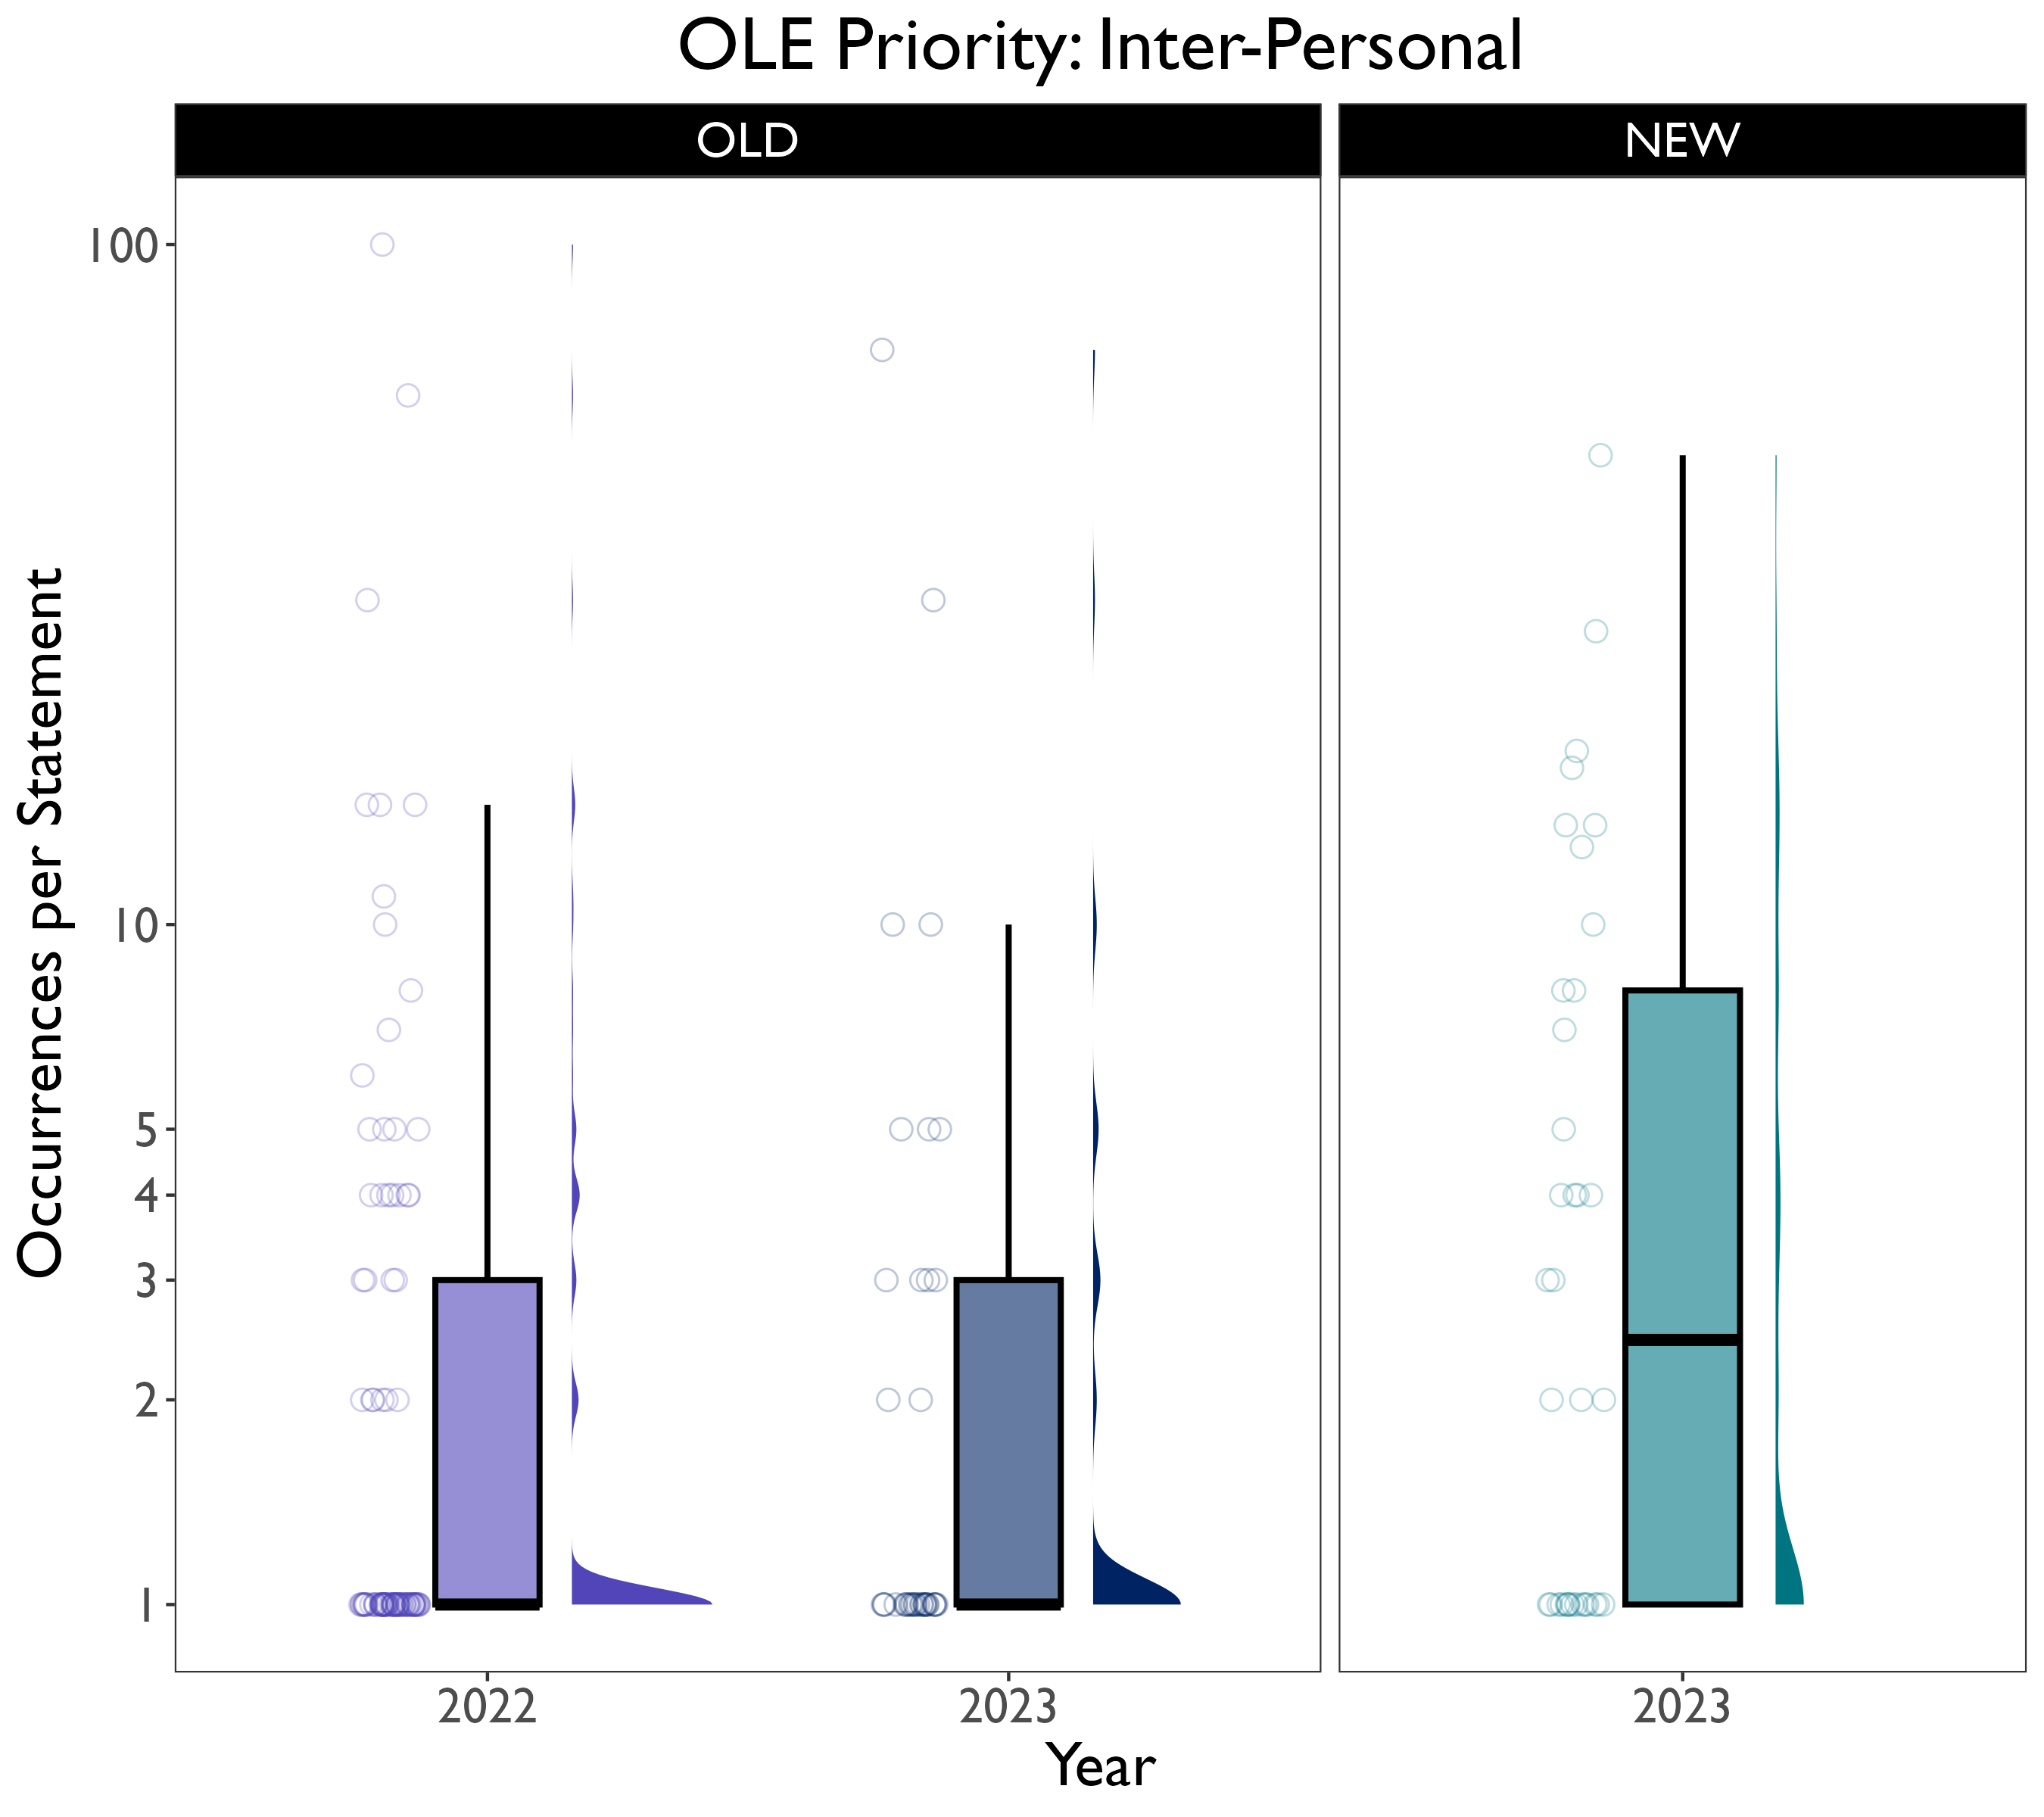 OLE Priority: Inter-Personal
OLD
NEW
Occurrences per Statement
100
10
5
4
3
2
1
2022
2023
2023
Year